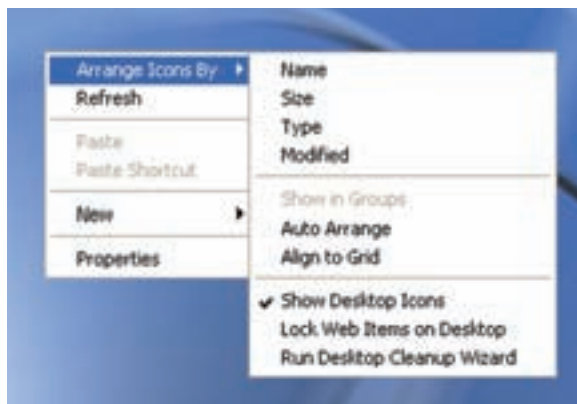 Arrange Icons By
Refresh
Paste
Paste Shortcut
New
Properties
Name
Size
Type
Modified
Show in Groups
Auto Arrange
Align to Grid
Show Desktop Icons
Lock Web Items on Desktop
Run Desktop Cleanup Wizard